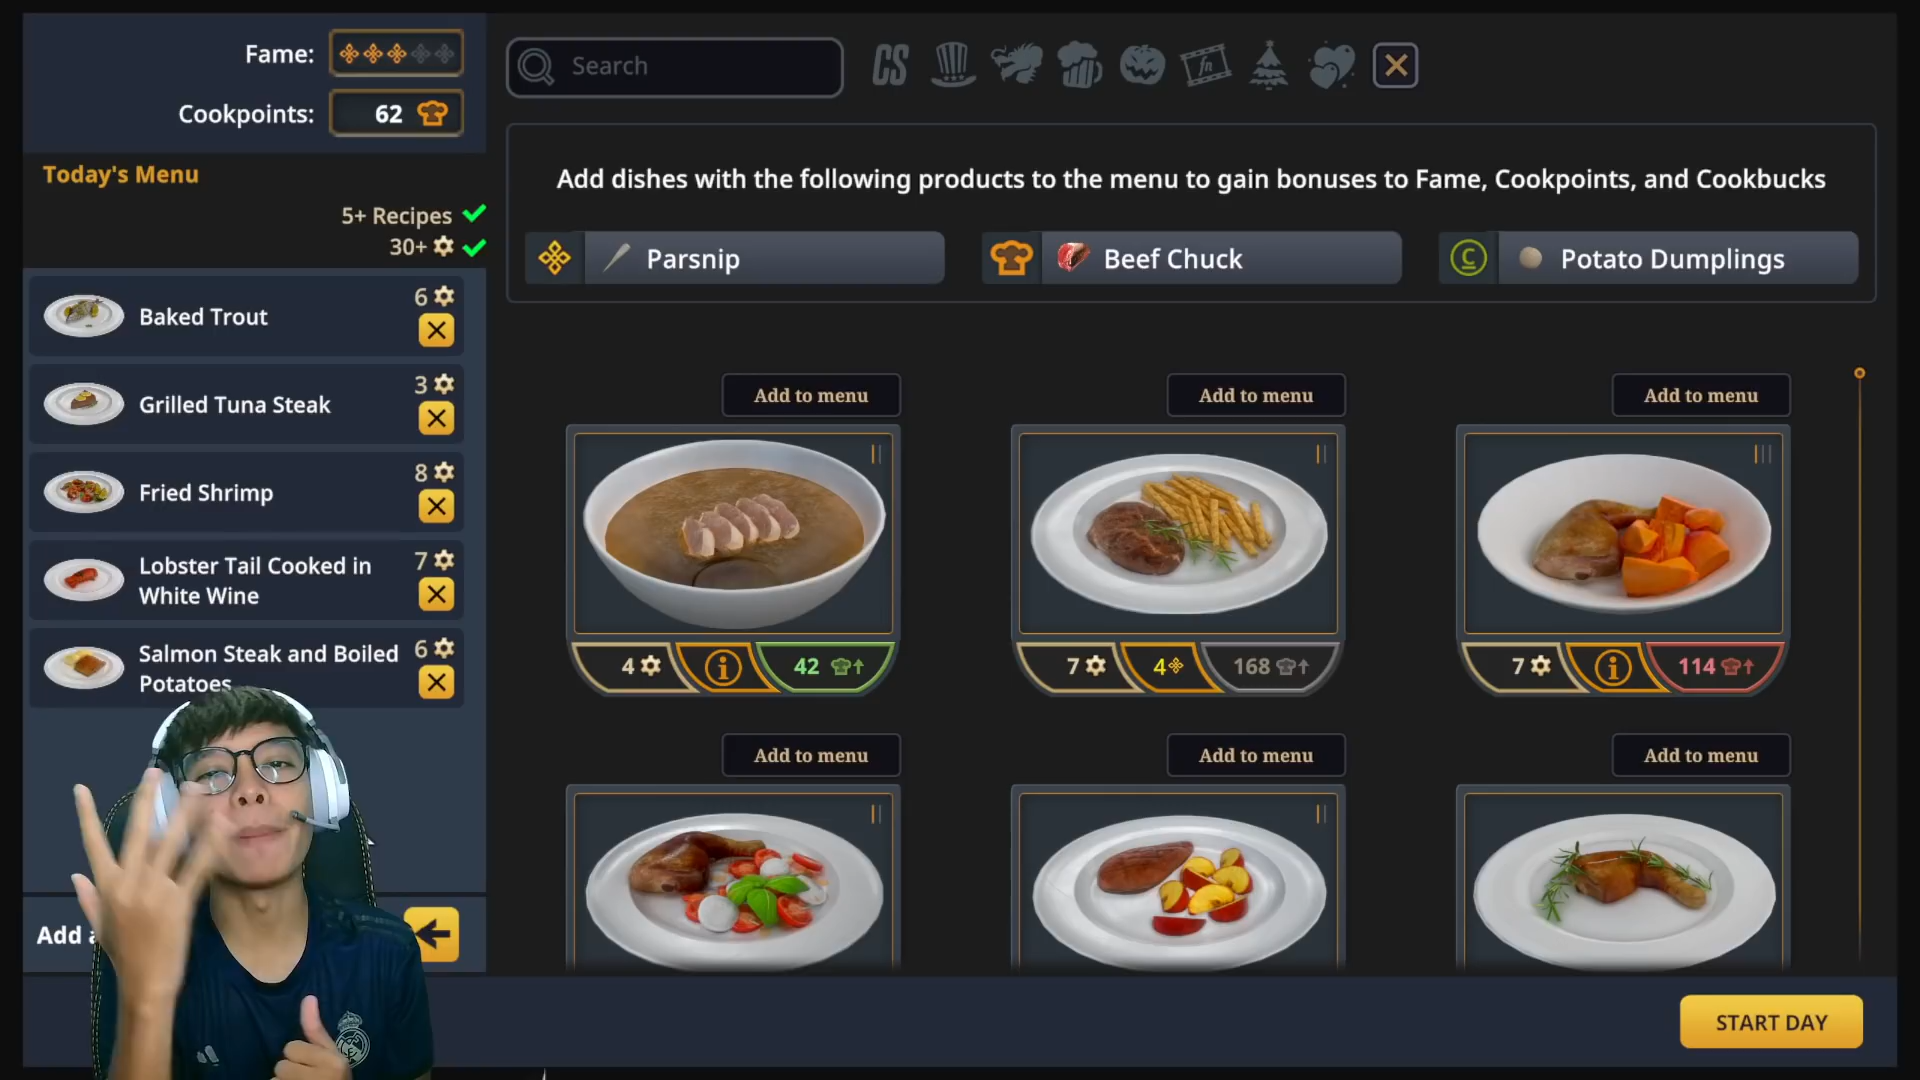 Fame:
Cookpoints: 62
Today's Menu
5+ Recipes
30+
Baked Trout 6
Grilled Tuna Steak 3
Fried Shrimp 8
Lobster Tail Cooked in
White Wine 7
Salmon Steak and Boiled
Potatoes 6
Add
Search
CS
fn
Add dishes with the following products to the menu to gain bonuses to Fame, Cookpoints, and Cookbucks
Parsnip
Beef Chuck
C Potato Dumplings
Add to menu
Add to menu
Add to menu
4 i 42
7 4 168
7 i 114
Add to menu
Add to menu
Add to menu
START DAY